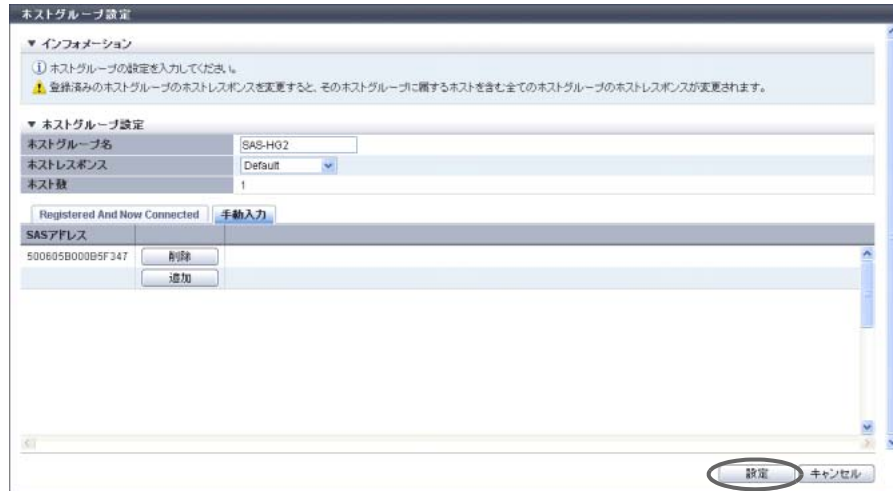 ホストグループ設定
▼ インフォメーション
ホストグループの設定を入力してください。
登録済みのホストグループのホストレスポンスを変更すると、そのホストグループに属するホストを含む全てのホストグループのホストレスポンスが変更されます。
▼ ホストグループ設定
ホストグループ名 SAS-HG2
ホストレスポンス Default
ホスト数 1
Registered And Now Connected 手動入力
SASアドレス
500605B000B5F347 削除
追加
設定 キャンセル